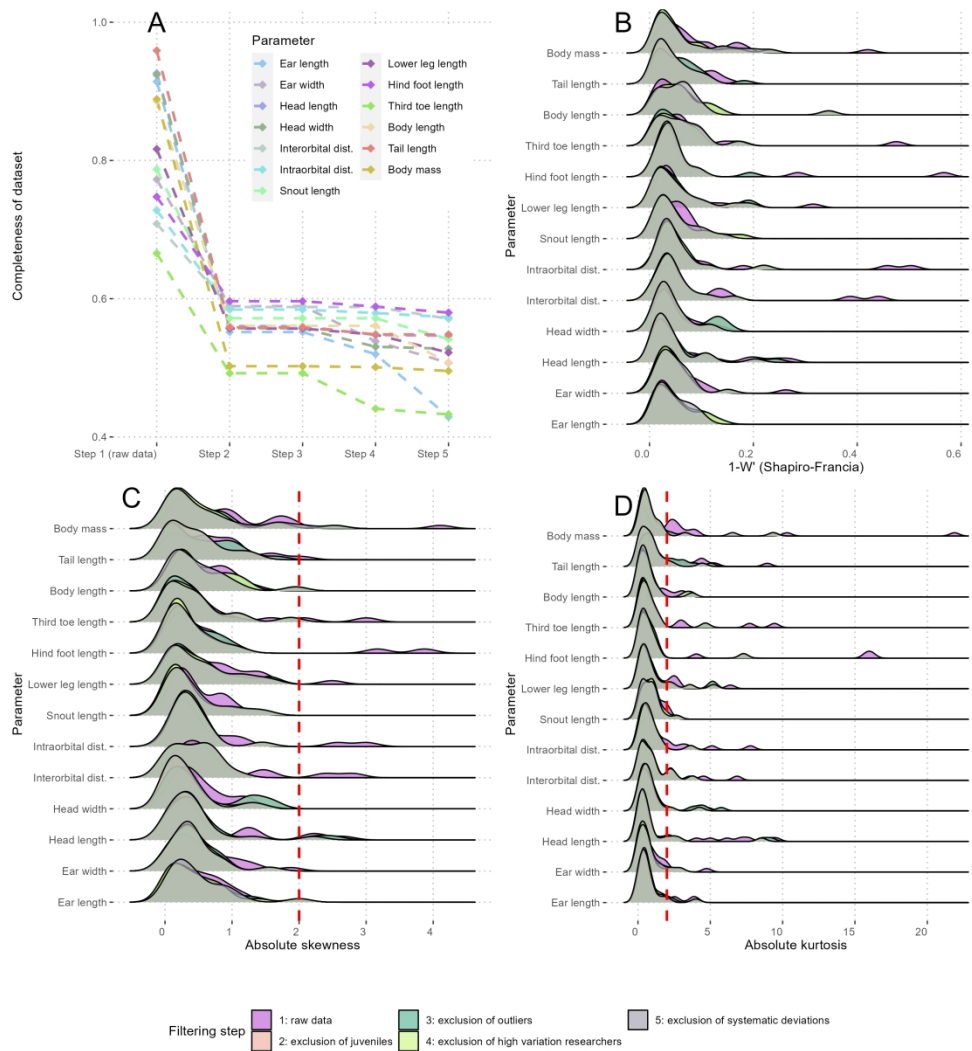 A
Completeness of dataset
1.0
0.8
0.6
0.4
Parameter
Ear length
Ear width
Head length
Head width
Interorbital dist.
Intraorbital dist.
Snout length
Lower leg length
Hind foot length
Third toe length
Body length
Tail length
Body mass
Step 1 (raw data) Step 2 Step 3 Step 4 Step 5
B
Parameter
Body mass
Tail length
Body length
Third toe length
Hind foot length
Lower leg length
Snout length
Intraorbital dist.
Interorbital dist.
Head width
Head length
Ear width
Ear length
0.0 0.2 0.4 0.6
1-W' (Shapiro-Francia)
C
Parameter
Body mass
Tail length
Body length
Third toe length
Hind foot length
Lower leg length
Snout length
Intraorbital dist.
Interorbital dist.
Head width
Head length
Ear width
Ear length
0 1 2 3 4
Absolute skewness
D
Parameter
Body mass
Tail length
Body length
Third toe length
Hind foot length
Lower leg length
Snout length
Intraorbital dist.
Interorbital dist.
Head width
Head length
Ear width
Ear length
0 5 10 15 20
Absolute kurtosis
Filtering step
1: raw data
2: exclusion of juveniles
3: exclusion of outliers
4: exclusion of high variation researchers
5: exclusion of systematic deviations